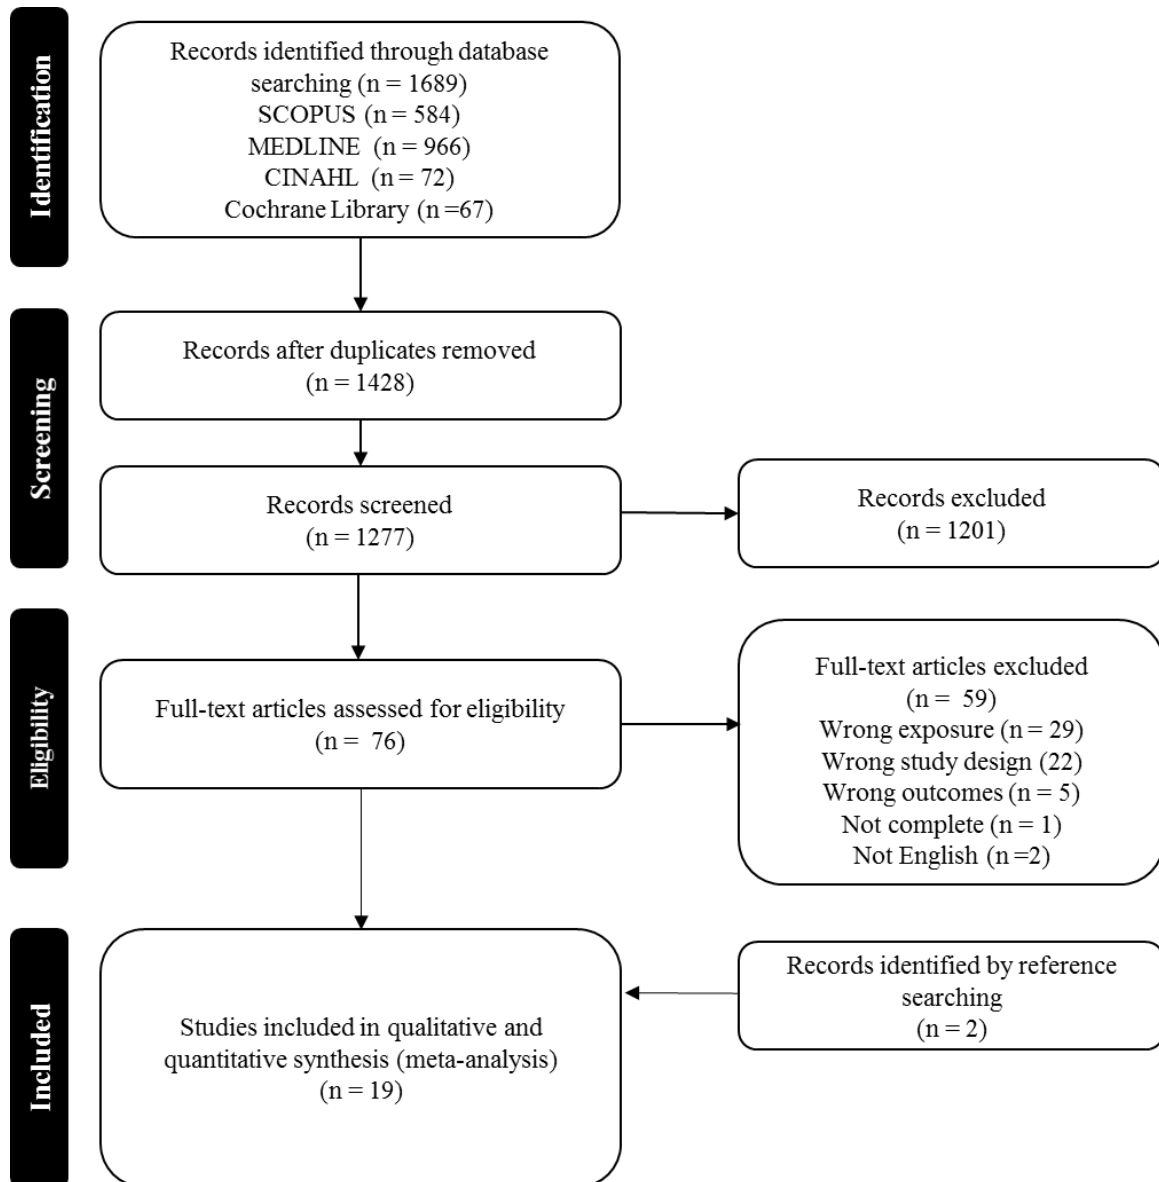 Identification
Records identified through database
searching (n = 1689)
SCOPUS (n = 584)
MEDLINE (n = 966)
CINAHL (n = 72)
Cochrane Library (n =67)
Screening
Records after duplicates removed
(n = 1428)
Records screened
(n = 1277)
Records excluded
(n = 1201)
Eligibility
Full-text articles assessed for eligibility
(n = 76)
Full-text articles excluded
(n = 59)
Wrong exposure (n = 29)
Wrong study design (22)
Wrong outcomes (n = 5)
Not complete (n = 1)
Not English (n =2)
Included
Studies included in qualitative and
quantitative synthesis (meta-analysis)
(n = 19)
Records identified by reference
searching
(n = 2)